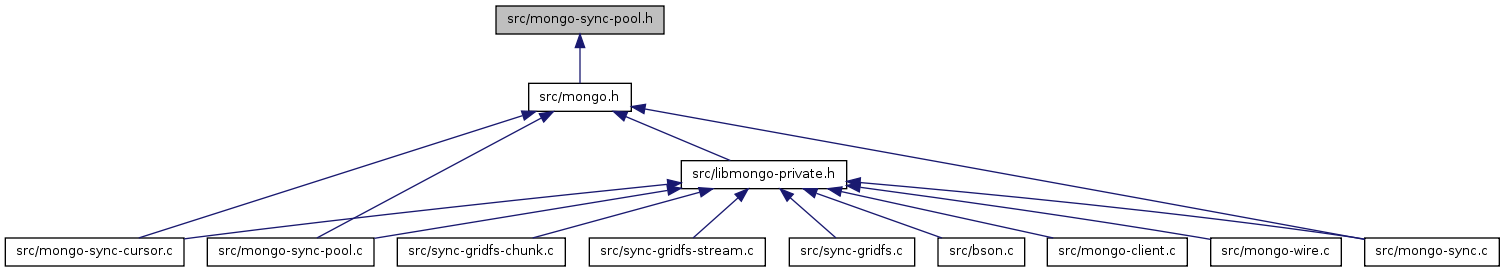 src/mongo-sync-pool.h
src/mongo.h
src/libmongo-private.h
src/mongo-sync-cursor.c
src/mongo-sync-pool.c
src/sync-gridfs-chunk.c
src/sync-gridfs-stream.c
src/sync-gridfs.c
src/bson.c
src/mongo-client.c
src/mongo-wire.c
src/mongo-sync.c